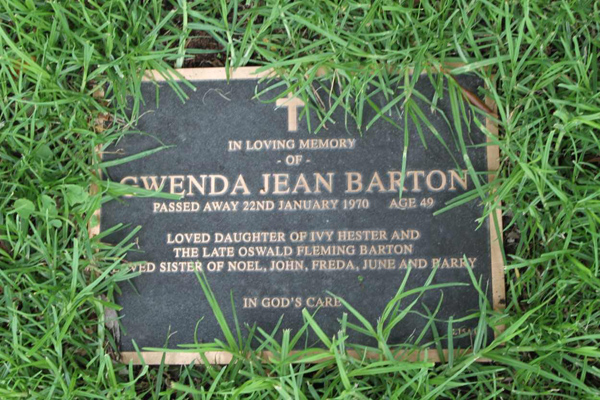 IN LOVING MEMORY
- OF -
GWENDA JEAN BARTON
PASSED AWAY 22ND JANUARY 1970 AGE 49
LOVED DAUGHTER OF IVY HESTER AND
THE LATE OSWALD FLEMING BARTON
LOVED SISTER OF NOEL, JOHN, FREDA, JUNE AND BARRY
IN GOD'S CARE